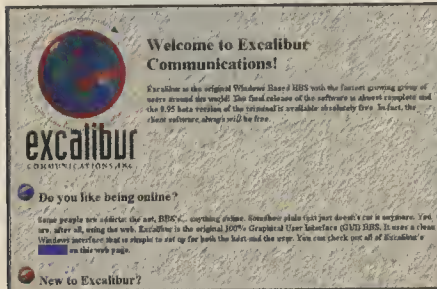 Welcome to Excalibur
Communications!
Excalibur is the original Windows Based BBS with the fastest growing group of
users around the world! The final release of the software is almost complete and
the 0.95 beta version of the terminal is available absolutely free. In fact, the
client software always will be free.
excalibur
COMMUNICATIONS, INC.
Do you like being online?
Some people are addicts: the net, BBS's, anything online. Somehow plain text just doesn't cut it anymore. You
are, after all, using the web. Excalibur is the original 100% Graphical User Interface (GUI) BBS. It uses a clean
Windows interface that is simple to set up for both the host and the user. You can check out all of Excalibur's
on this web page.
New to Excalibur?